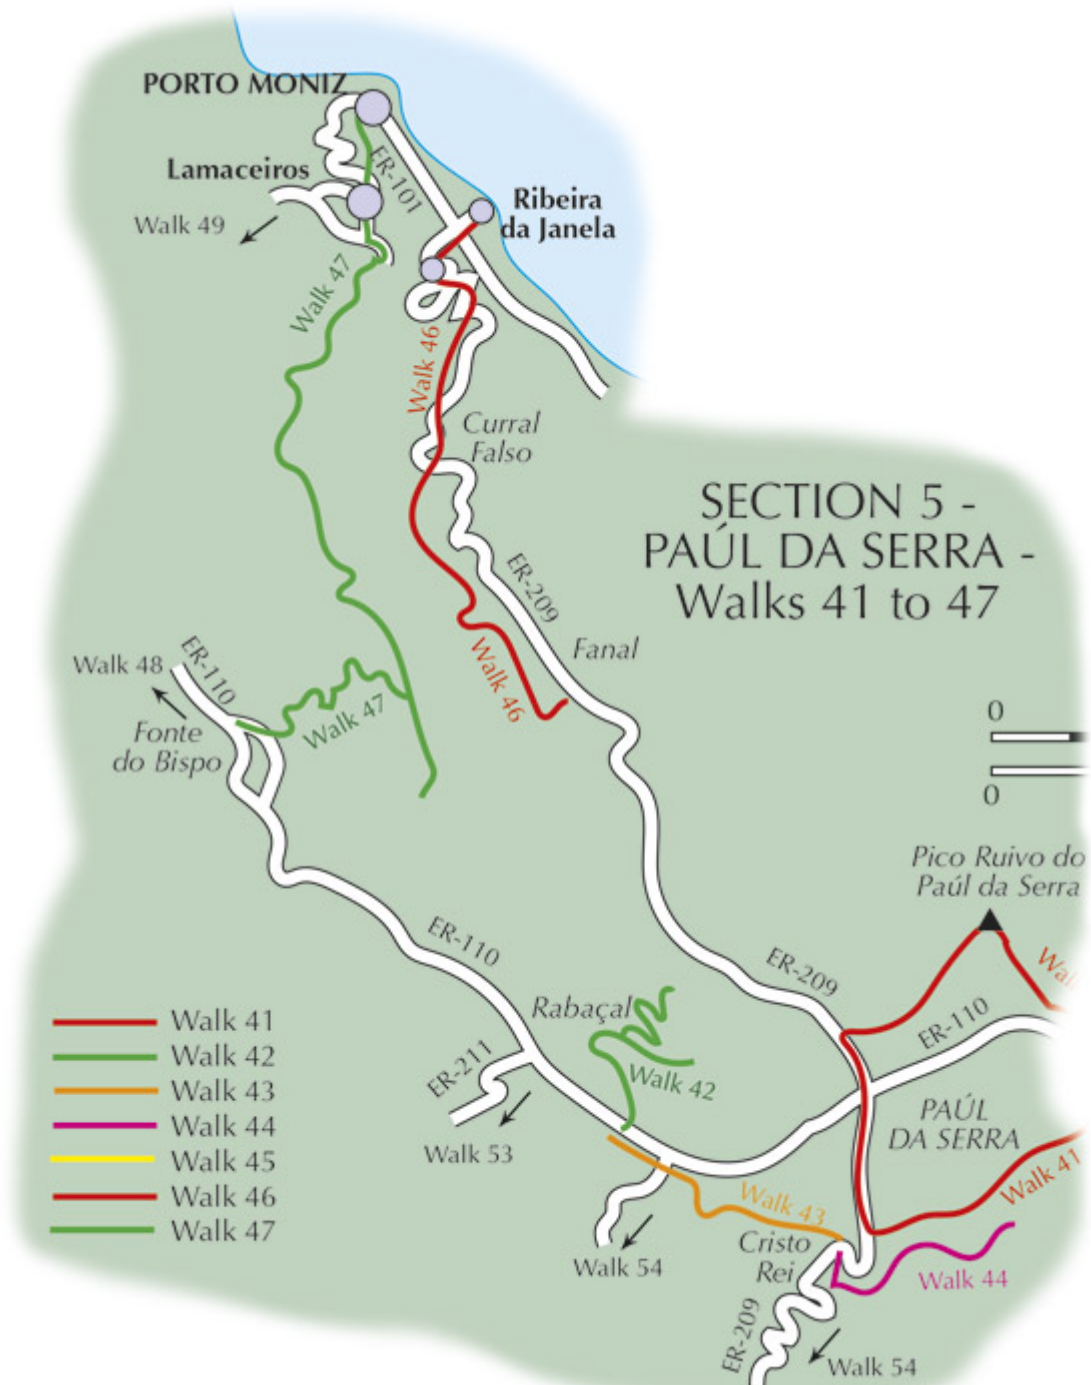 PORTO MONIZ
ER-101
Lamaceiros
Ribeira
da Janela
Walk 49
Walk 47
Walk 46
Curral
Falso
SECTION 5 -
PAÚL DA SERRA -
Walks 41 to 47
ER-209
Fanal
Walk 46
Walk 48
ER-110
Fonte
do Bispo
Walk 47
0
0
Pico Ruivo do
Paúl da Serra
ER-110
ER-209
Rabaçal
ER-110
ER-211
Walk 42
PAÚL
DA SERRA
Walk 53
Walk 41
Walk 43
Cristo
Rei
Walk 54
Walk 44
ER-209
Walk 54
Walk 41
Walk 42
Walk 43
Walk 44
Walk 45
Walk 46
Walk 47